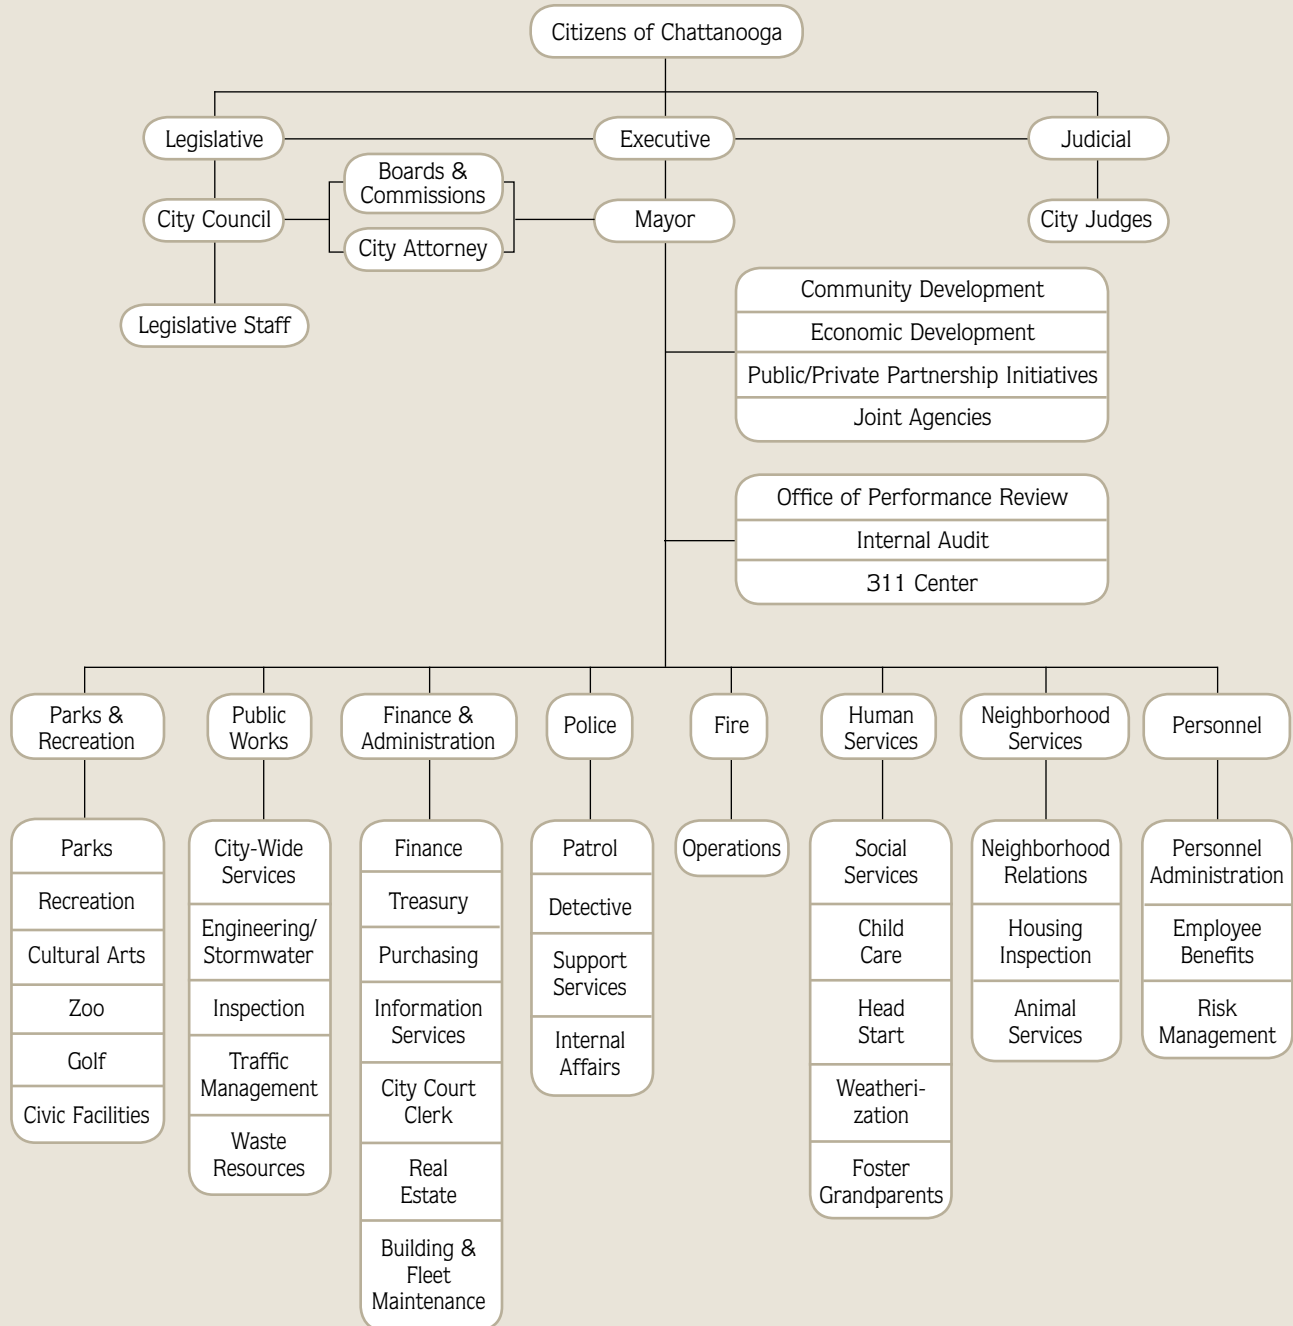 Citizens of Chattanooga
Legislative
Executive
Judicial
Boards &
Commissions
City Council
Mayor
City Judges
City Attorney
Legislative Staff
Community Development
Economic Development
Public/Private Partnership Initiatives
Joint Agencies
Office of Performance Review
Internal Audit
311 Center
Parks &
Recreation
Public
Works
Finance &
Administration
Police
Fire
Human
Services
Neighborhood
Services
Personnel
Parks
Recreation
Cultural Arts
Zoo
Golf
Civic Facilities
City-Wide
Services
Engineering/
Stormwater
Inspection
Traffic
Management
Waste
Resources
Finance
Treasury
Purchasing
Information
Services
City Court
Clerk
Real
Estate
Building &
Fleet
Maintenance
Patrol
Detective
Support
Services
Internal
Affairs
Operations
Social
Services
Child
Care
Head
Start
Weatheri-
zation
Foster
Grandparents
Neighborhood
Relations
Housing
Inspection
Animal
Services
Personnel
Administration
Employee
Benefits
Risk
Management